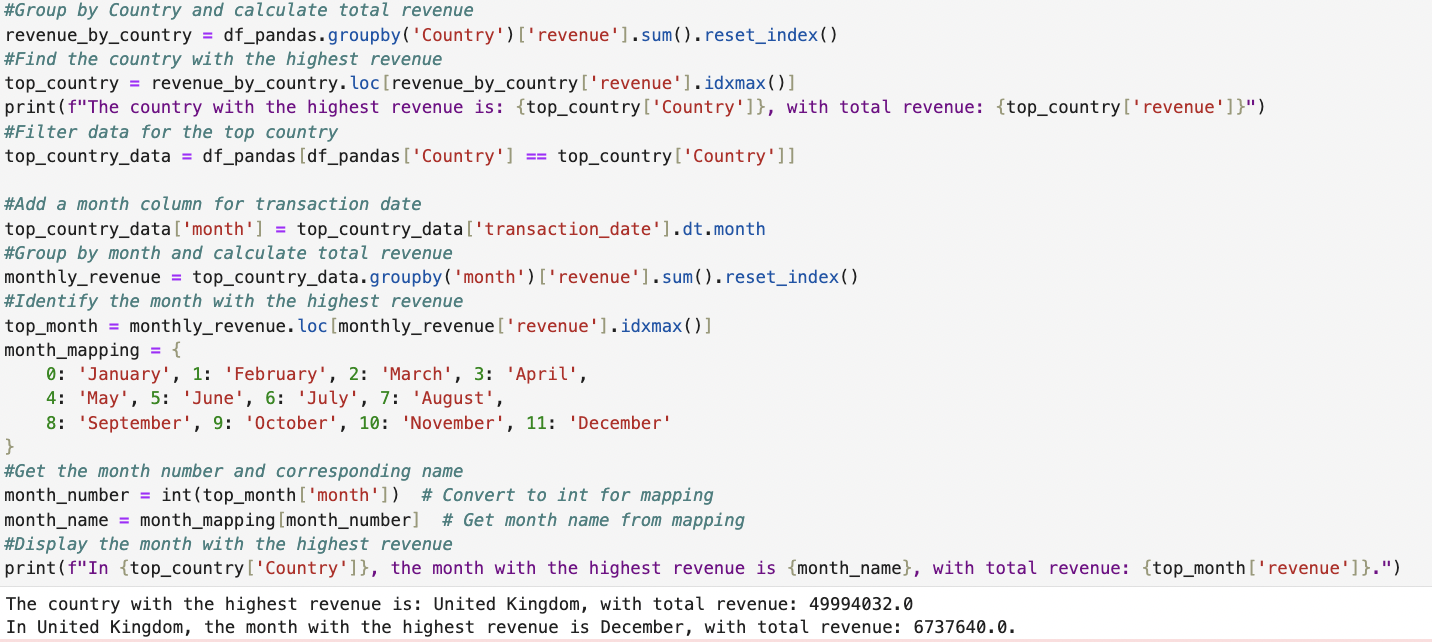 #Group by Country and calculate total revenue
revenue_by_country = df_pandas.groupby('Country')['revenue'].sum().reset_index()
#Find the country with the highest revenue
top_country = revenue_by_country.loc[revenue_by_country['revenue'].idxmax()]
print(f"The country with the highest revenue is: {top_country['Country']}, with total revenue: {top_country['revenue']}")
#Filter data for the top country
top_country_data = df_pandas[df_pandas['Country'] == top_country['Country']]

#Add a month column for transaction date
top_country_data['month'] = top_country_data['transaction_date'].dt.month
#Group by month and calculate total revenue
monthly_revenue = top_country_data.groupby('month')['revenue'].sum().reset_index()
#Identify the month with the highest revenue
top_month = monthly_revenue.loc[monthly_revenue['revenue'].idxmax()]
month_mapping = {
    0: 'January', 1: 'February', 2: 'March', 3: 'April',
    4: 'May', 5: 'June', 6: 'July', 7: 'August',
    8: 'September', 9: 'October', 10: 'November', 11: 'December'
}
#Get the month number and corresponding name
month_number = int(top_month['month'])  # Convert to int for mapping
month_name = month_mapping[month_number]  # Get month name from mapping
#Display the month with the highest revenue
print(f"In {top_country['Country']}, the month with the highest revenue is {month_name}, with total revenue: {top_month['revenue']}.")
The country with the highest revenue is: United Kingdom, with total revenue: 49994032.0
In United Kingdom, the month with the highest revenue is December, with total revenue: 6737640.0.